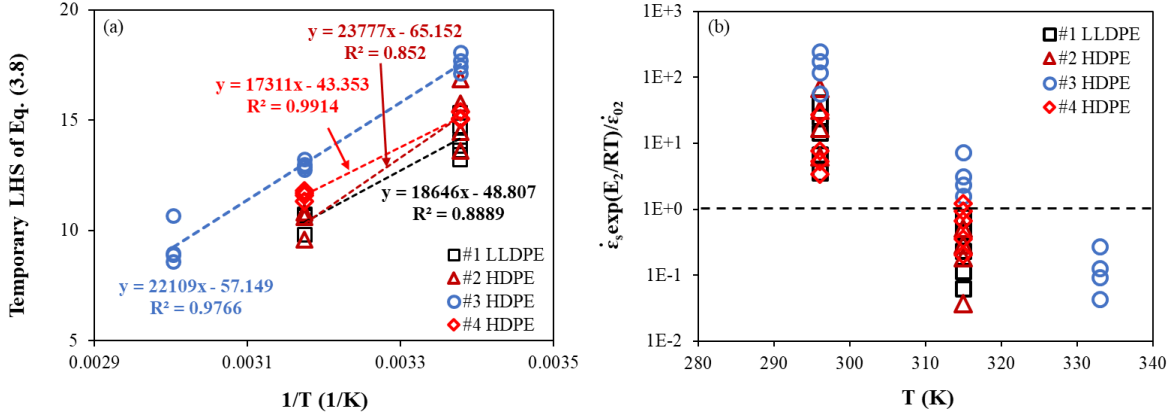 (a)
Temporary LHS of Eq. (3.8)
20
15
10
5
y = 23777x - 65.152
R² = 0.852
y = 17311x - 43.353
R² = 0.9914
y = 18646x - 48.807
R² = 0.8889
y = 22109x - 57.149
R² = 0.9766
#1 LLDPE
#2 HDPE
#3 HDPE
#4 HDPE
0.0029
0.0031
0.0033
0.0035
1/T (1/K)
(b)
ε̇ₛexp(E₂/RT)/ε̇₀₂
1E+3
1E+2
1E+1
1E+0
1E-1
1E-2
#1 LLDPE
#2 HDPE
#3 HDPE
#4 HDPE
280
290
300
310
320
330
340
T (K)